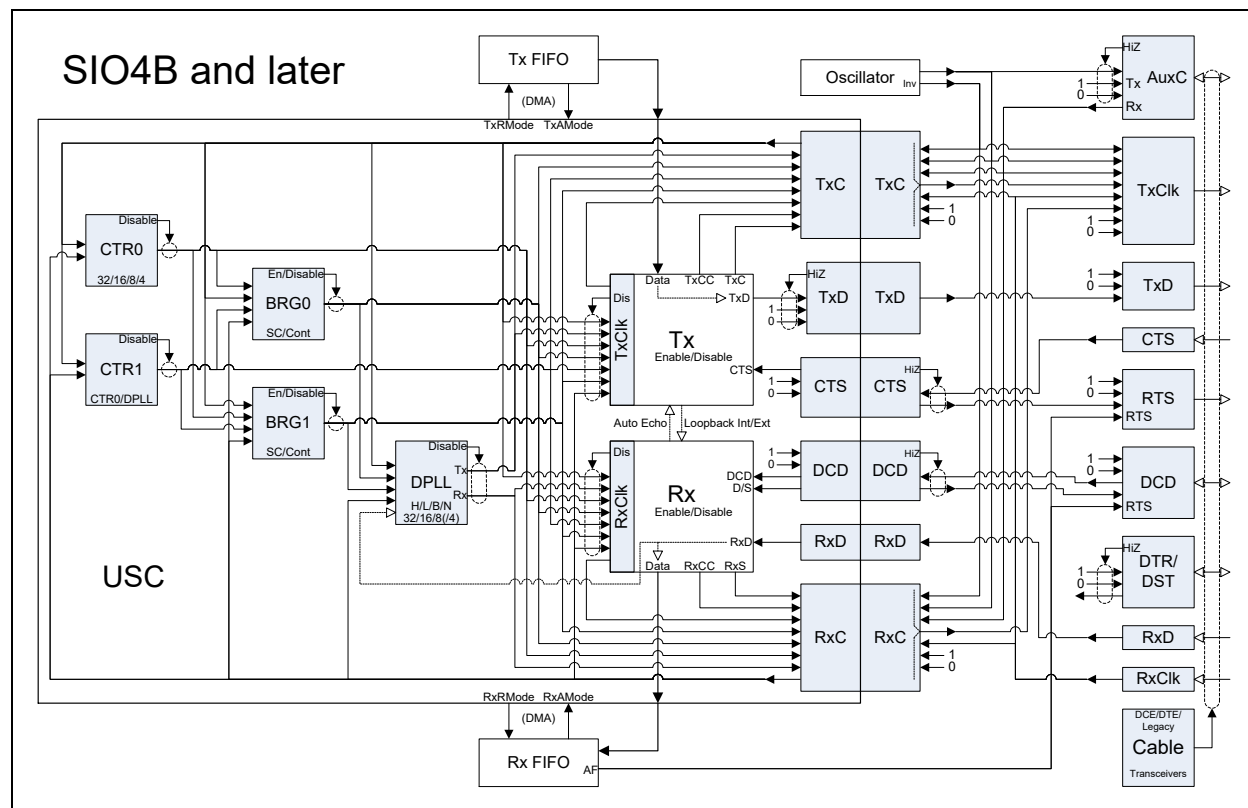 SIO4B and later
Tx FIFO
(DMA)
TxRMode TxAMode
Oscillator
Inv
HiZ
1
0
Tx
Rx
AuxC
TxC
TxC
1
0
TxClk
1
0
Disable
CTR0
32/16/8/4
En/Disable
BRG0
SC/Cont
Disable
CTR1
CTR0/DPLL
En/Disable
BRG1
SC/Cont
Disable
DPLL
Tx
Rx
H/L/B/N
32/16/8(/4)
Data TxCC TxC
Dis
TxClk
TxD
Tx
Enable/Disable
CTS
HiZ
1
0
TxD
TxD
1
0
TxD
1
0
CTS
CTS
HiZ
CTS
1
0
RTS
RTS
Auto Echo
Loopback Int/Ext
Dis
RxClk
Rx
Enable/Disable
DCD
D/S
RxD
Data RxCC RxS
1
0
DCD
DCD
HiZ
1
0
DCD
RTS
RxD
RxD
HiZ
1
0
DTR/
DST
USC
RxC
RxC
1
0
RxD
RxClk
RxRMode RxAMode
(DMA)
Rx FIFO
AF
DCE/DTE/
Legacy
Cable
Transceivers